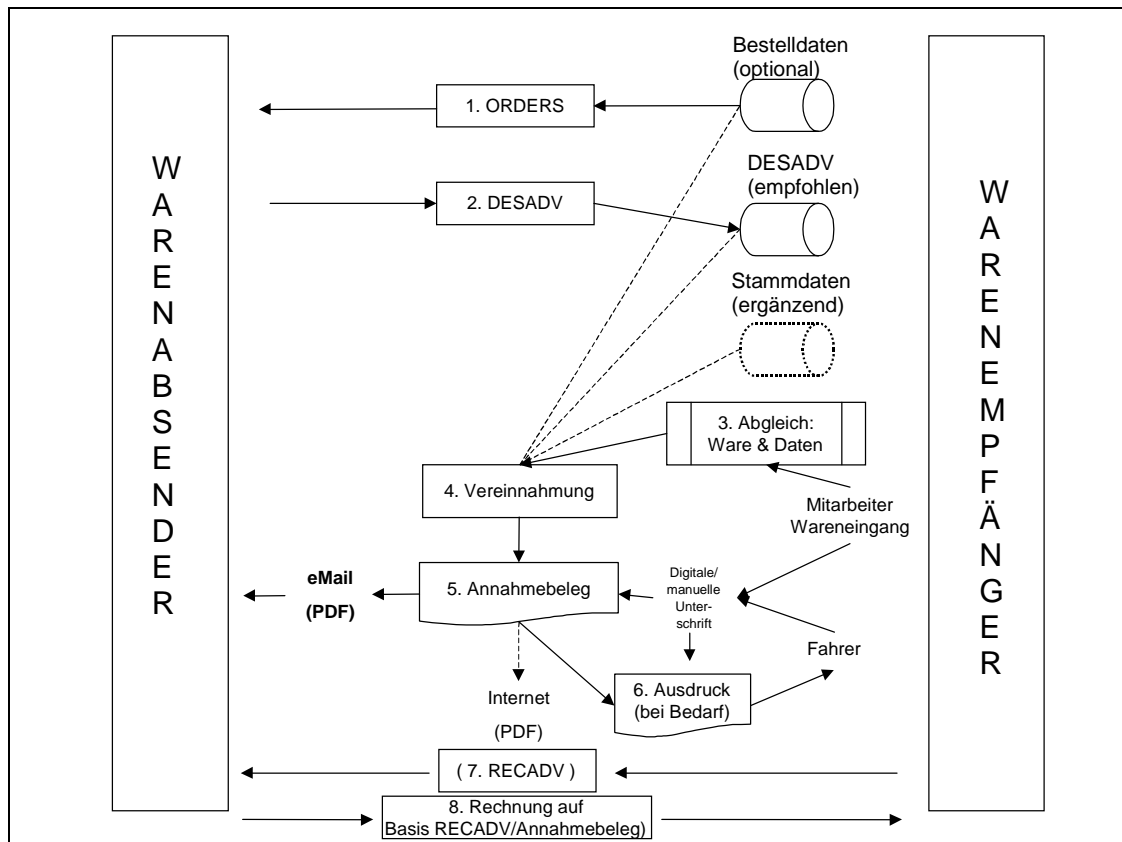 WARENABSENDER
Bestelldaten
(optional)
1. ORDERS
DESADV
(empfohlen)
2. DESADV
Stammdaten
(ergänzend)
3. Abgleich:
Ware & Daten
4. Vereinnahmung
Mitarbeiter
Wareneingang
eMail
(PDF)
5. Annahmebeleg
Digitale/
manuelle
Unter-
schrift
Fahrer
6. Ausdruck
(bei Bedarf)
Internet
(PDF)
( 7. RECADV )
8. Rechnung auf
Basis RECADV/Annahmebeleg)
WARENEMPFÄNGER